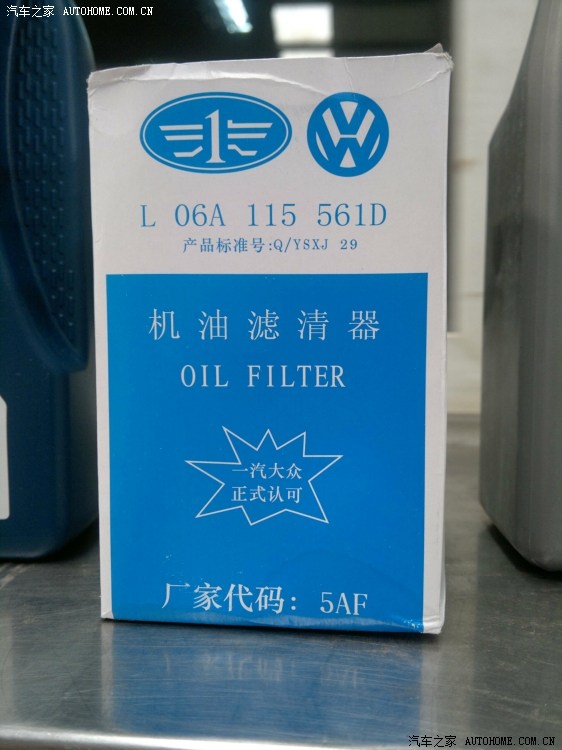 汽车之家 AUTOHOME.COM.CN
1
VW
L 06A 115 561D
产品标准号:Q/YSXJ 29
机油滤清器
OIL FILTER
一汽大众
正式认可
厂家代码: 5AF
汽车之家 AUTOHOME.COM.CN